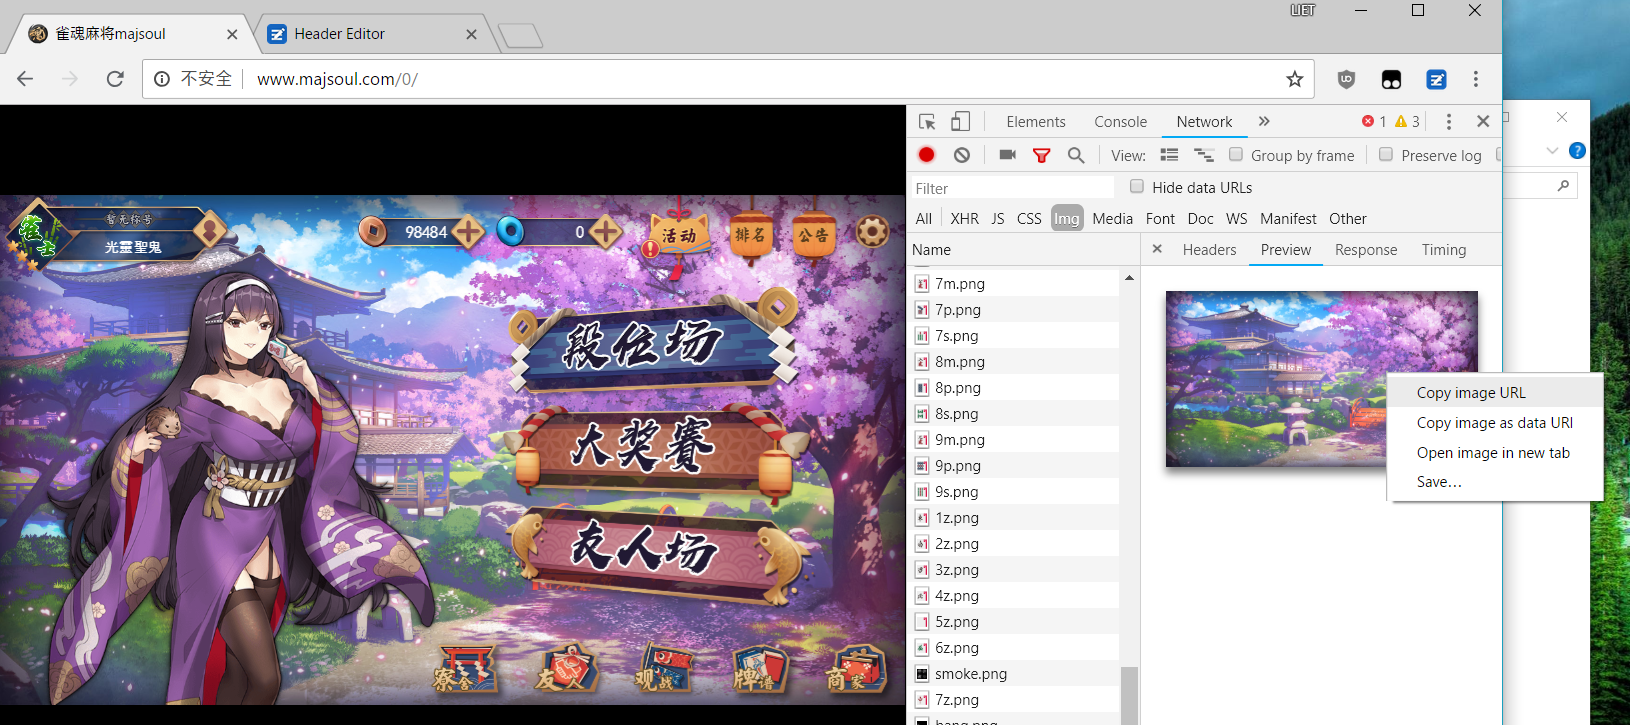 LIET
雀魂麻将majsoul
Header Editor
不安全
www.majsoul.com/0/
Elements
Console
Network
1
3
View:
Group by frame
Preserve log
Filter
Hide data URLs
All
XHR
JS
CSS
Img
Media
Font
Doc
WS
Manifest
Other
Name
Headers
Preview
Response
Timing
7m.png
7p.png
7s.png
8m.png
8p.png
8s.png
9m.png
9p.png
9s.png
1z.png
2z.png
3z.png
4z.png
5z.png
6z.png
smoke.png
7z.png
Copy image URL
Copy image as data URI
Open image in new tab
Save...
雀士
暂无称号
光靈聖鬼
98484
0
活动
排名
公告
段位场
大奖賽
友人场
寮舍
友人
观战
牌谱
商家